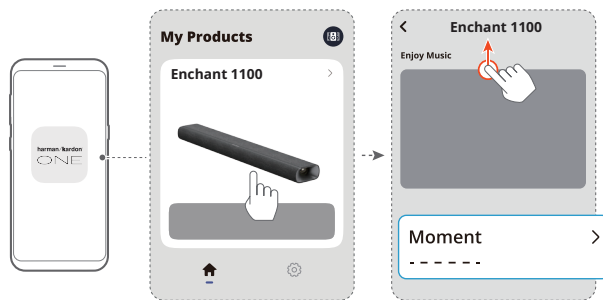 harman/kardon
ONE
My Products
Enchant 1100
Enchant 1100
Enjoy Music
Moment